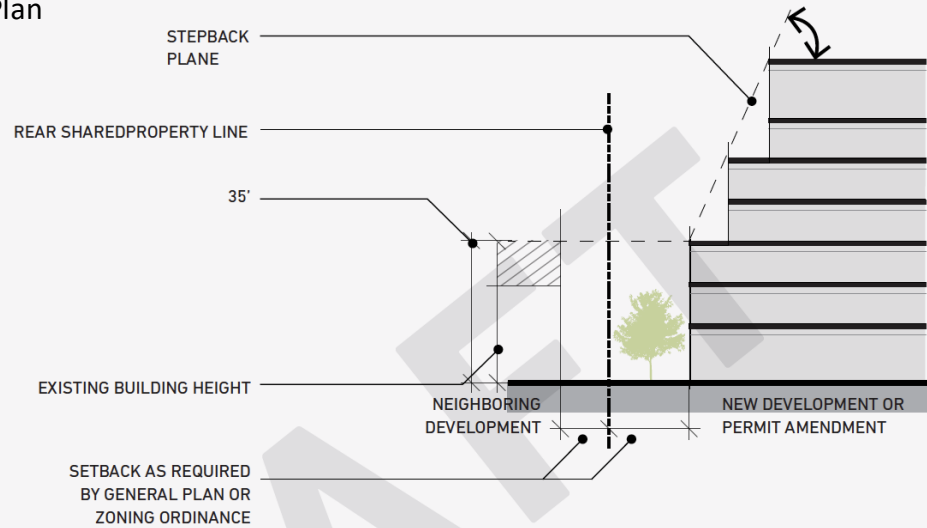 Plan
STEPBACK
PLANE
REAR SHAREDPROPERTY LINE
35'
EXISTING BUILDING HEIGHT
NEIGHBORING
DEVELOPMENT
NEW DEVELOPMENT OR
PERMIT AMENDMENT
SETBACK AS REQUIRED
BY GENERAL PLAN OR
ZONING ORDINANCE